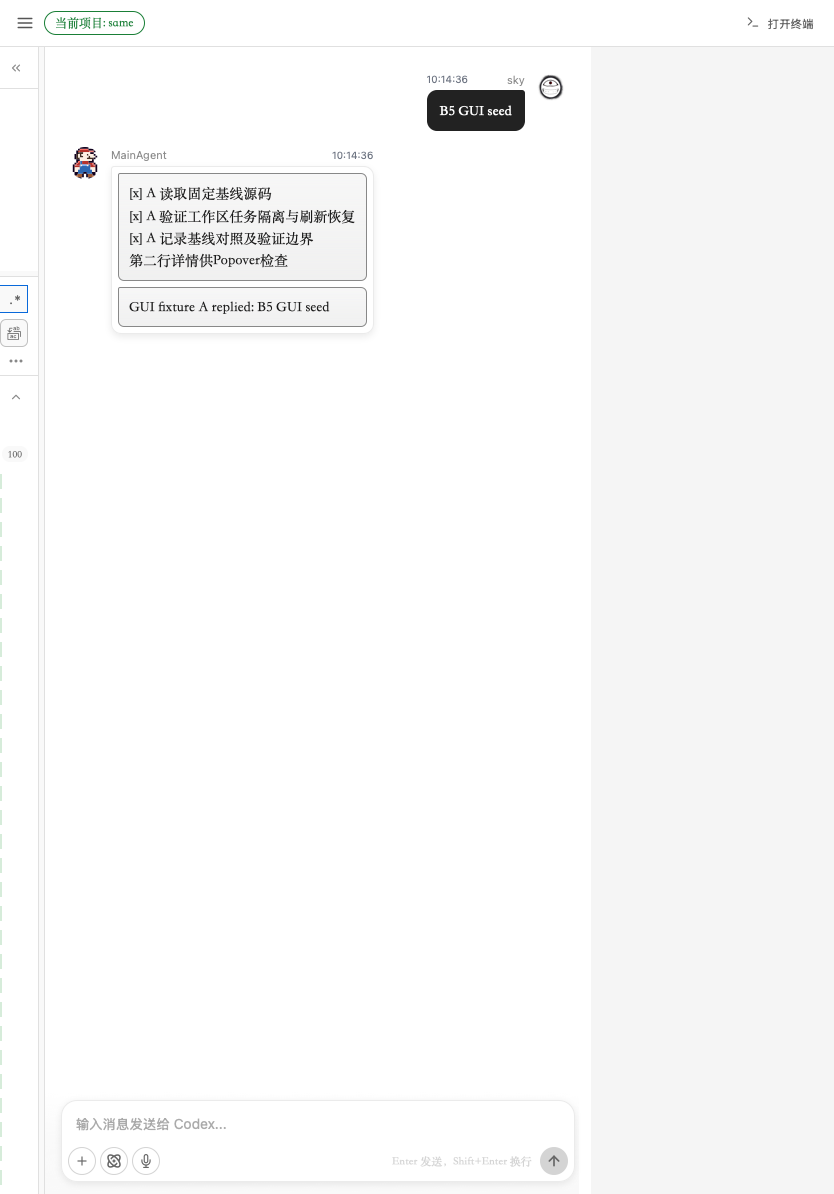 当前项目: same
打开终端
10:14:36 sky
B5 GUI seed
MainAgent 10:14:36
[x] A 读取固定基线源码
[x] A 验证工作区任务隔离与刷新恢复
[x] A 记录基线对照及验证边界
第二行详情供Popover检查
GUI fixture A replied: B5 GUI seed
.*
100
输入消息发送给 Codex...
Enter 发送，Shift+Enter 换行